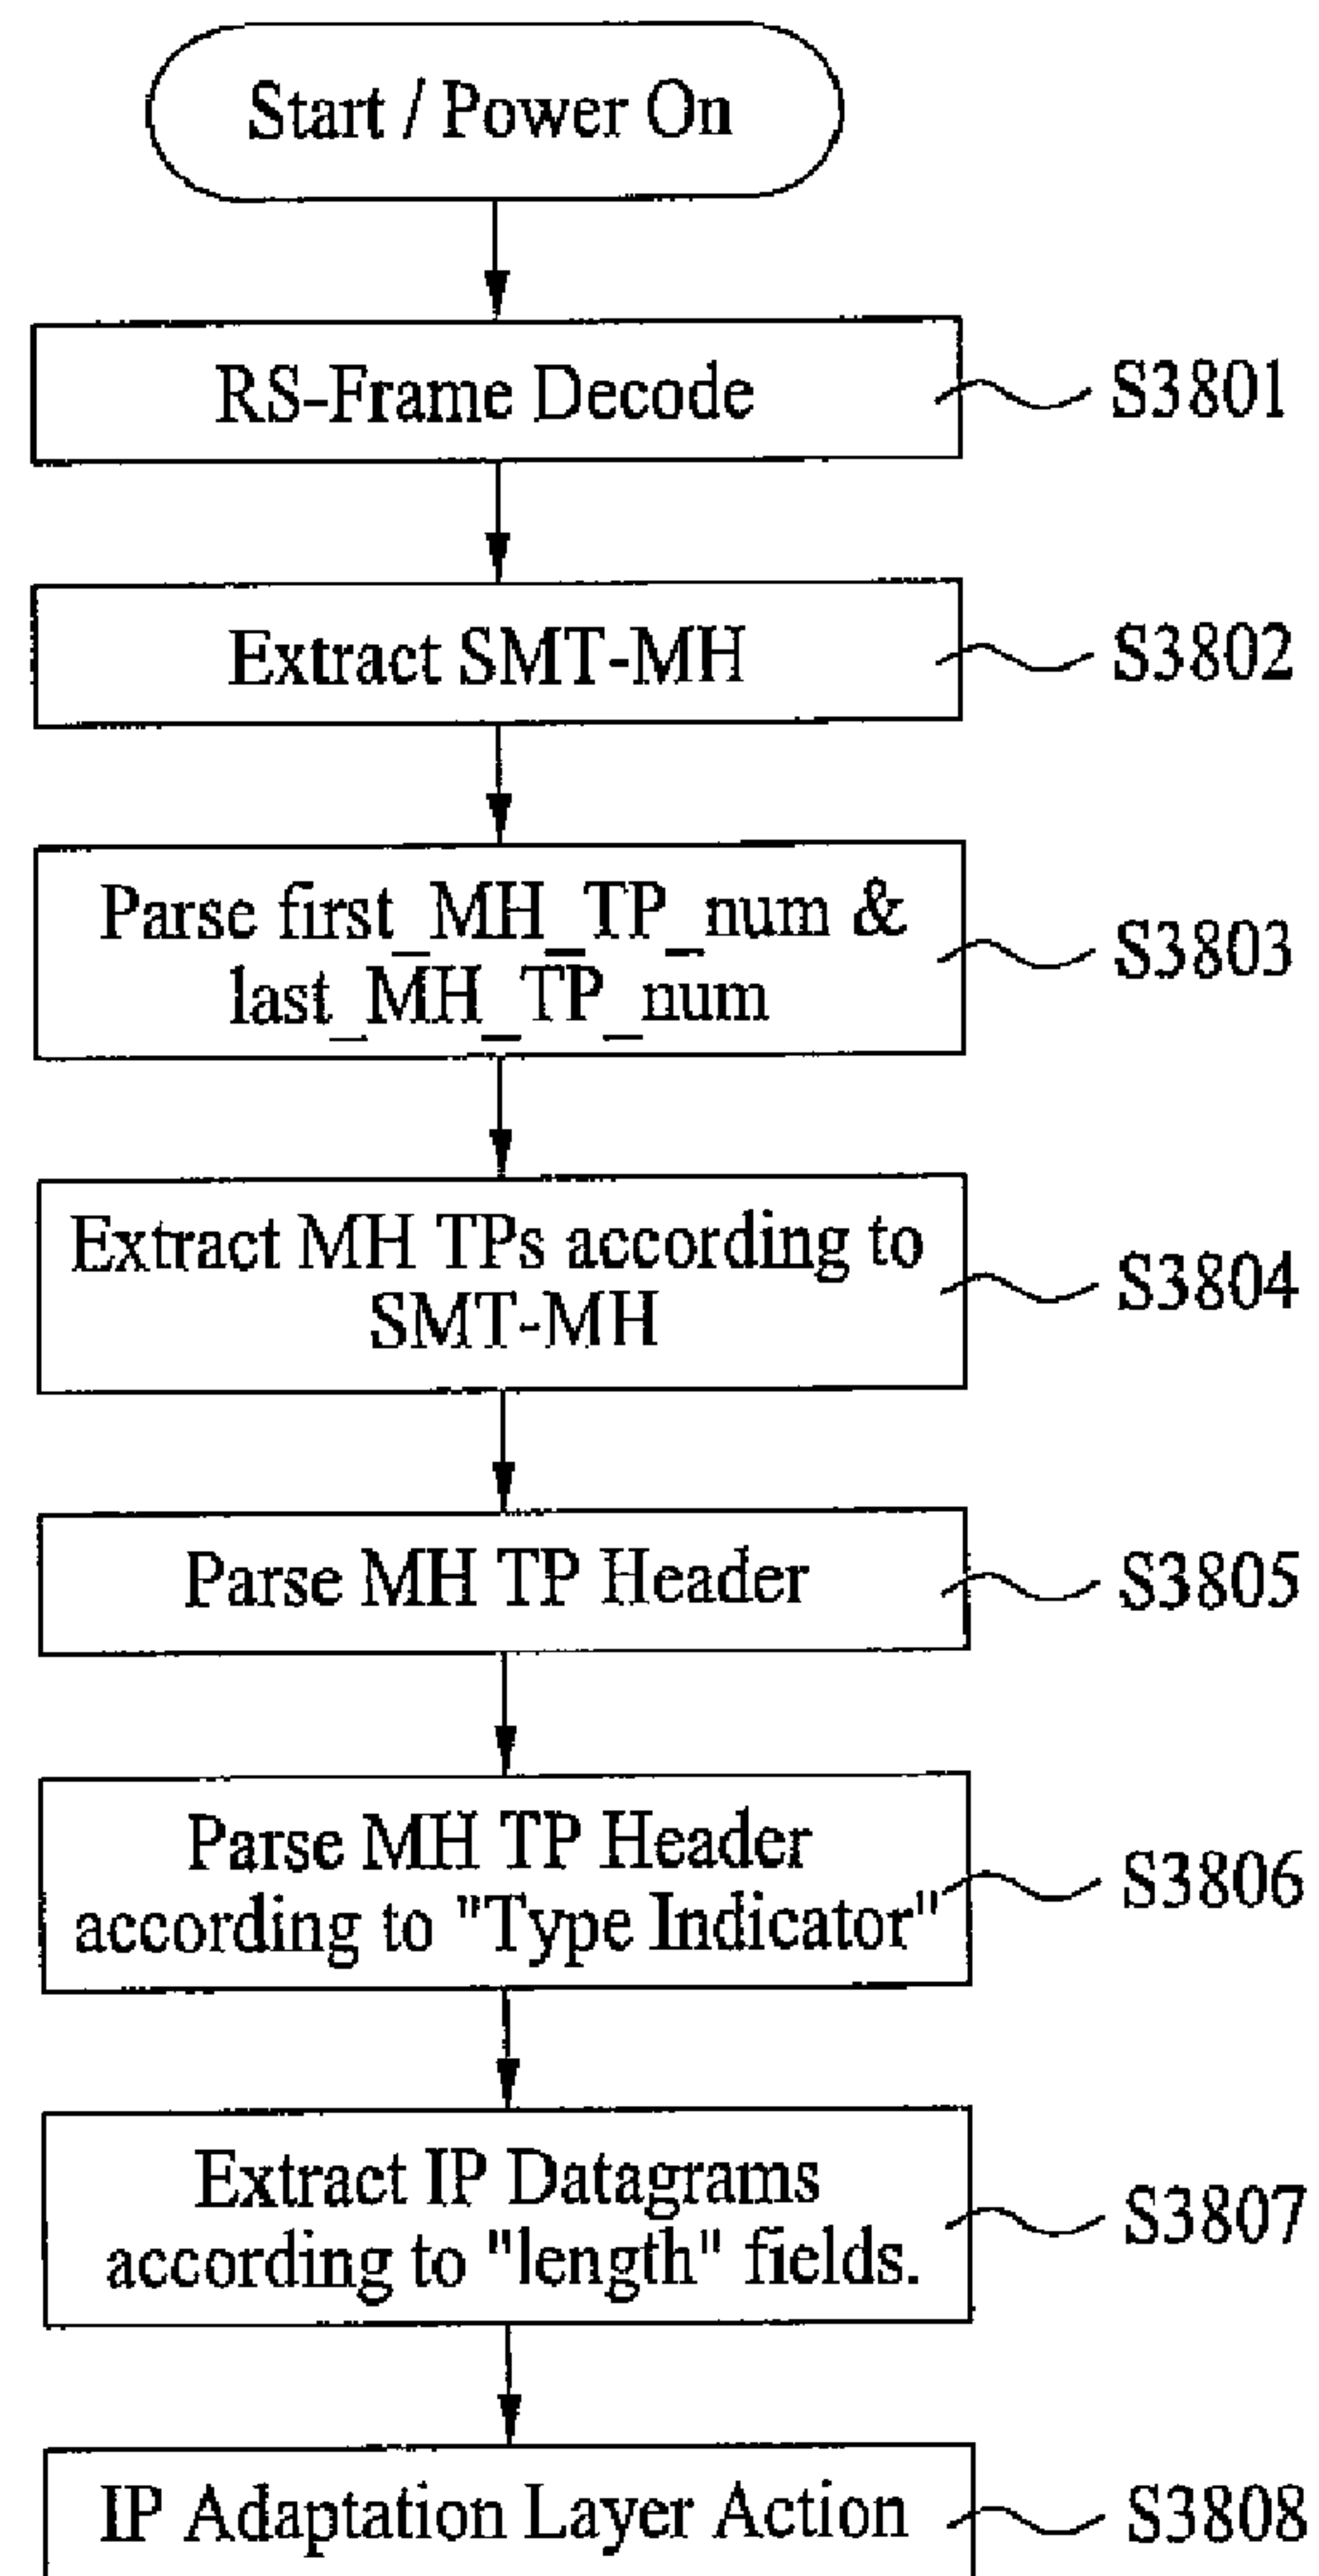 Start / Power On
RS-Frame Decode
S3801
Extract SMT-MH
S3802
Parse first_MH_TP_num &
last_MH_TP_num
S3803
Extract MH TPs according to
SMT-MH
S3804
Parse MH TP Header
S3805
Parse MH TP Header
according to "Type Indicator"
S3806
Extract IP Datagrams
according to "length" fields.
S3807
IP Adaptation Layer Action
S3808